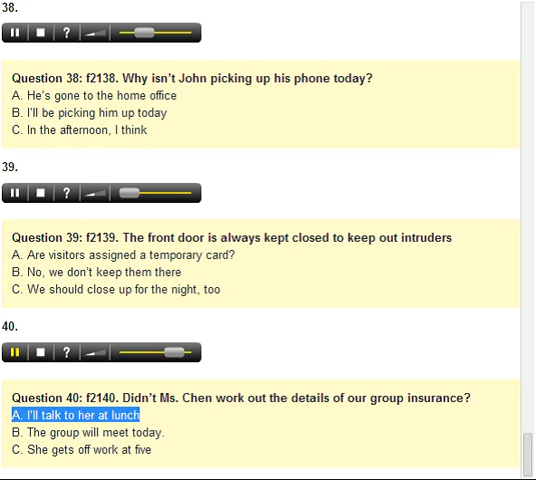 38.
?
Question 38: f2138. Why isn't John picking up his phone today?
A. He's gone to the home office
B. I'll be picking him up today
C. In the afternoon, I think
39.
?
Question 39: f2139. The front door is always kept closed to keep out intruders
A. Are visitors assigned a temporary card?
B. No, we don't keep them there
C. We should close up for the night, too
40.
?
Question 40: f2140. Didn't Ms. Chen work out the details of our group insurance?
A. I'll talk to her at lunch
B. The group will meet today.
C. She gets off work at five